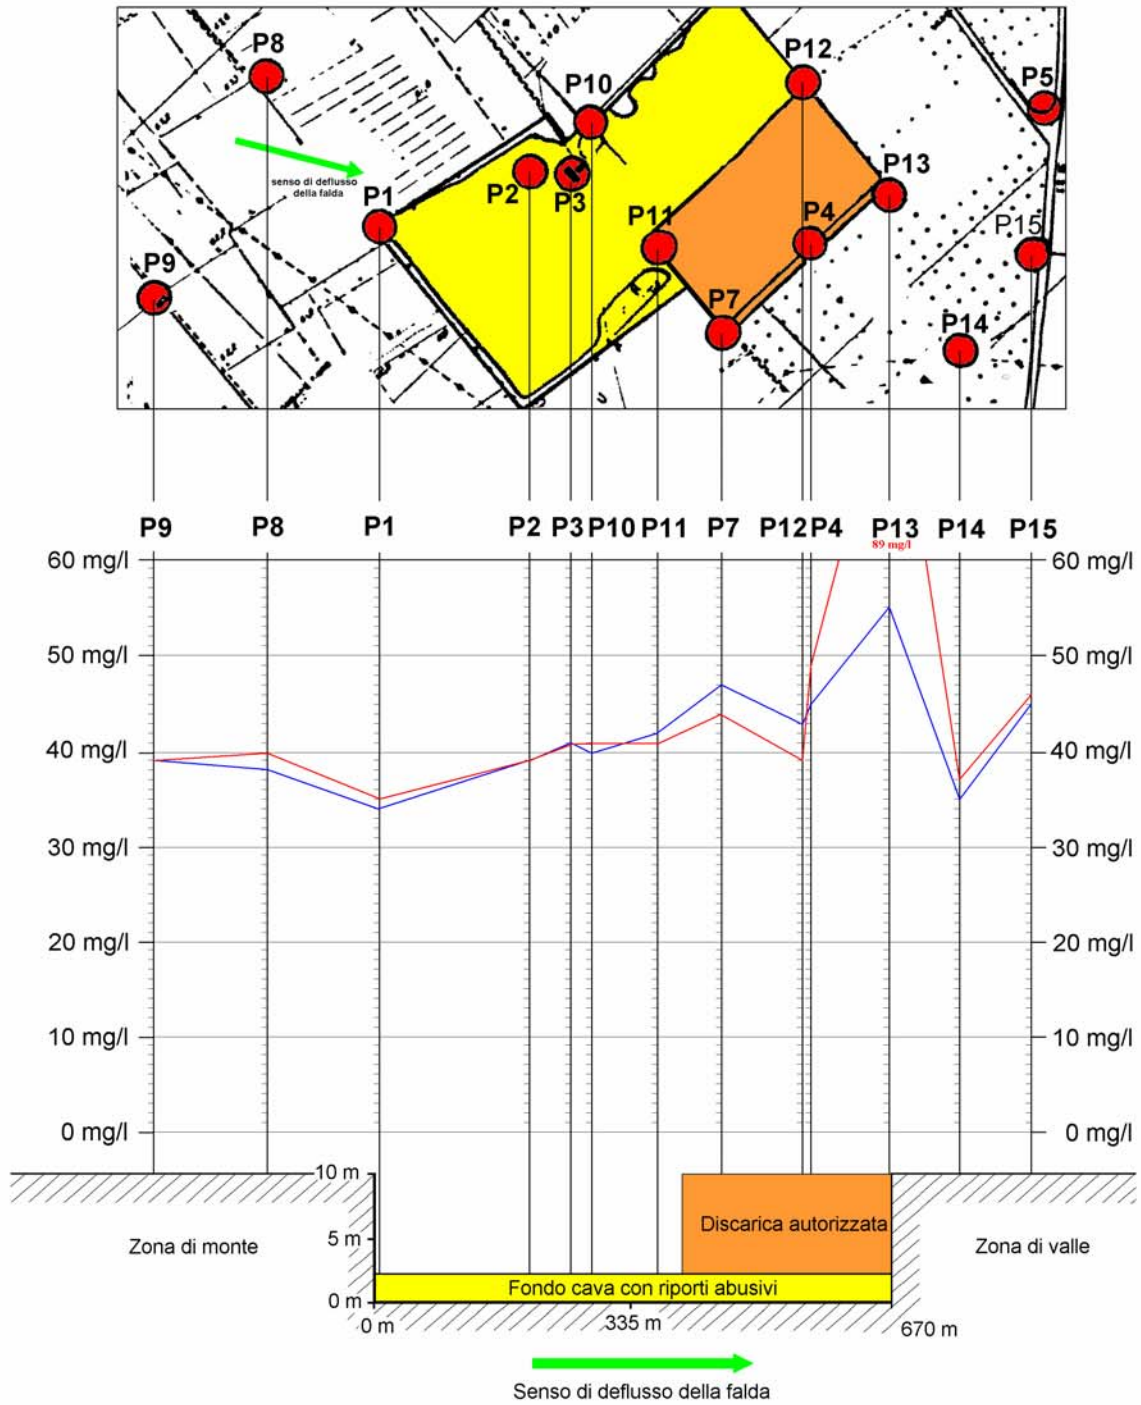 P8
P12
P10
P5
senso di deflusso
della falda
P2
P3
P13
P1
P11
P4
P15
P9
P7
P14
P9 P8 P1 P2 P3 P10 P11 P7 P12 P4 P13 P14 P15
89 mg/l
60 mg/l 60 mg/l
50 mg/l 50 mg/l
40 mg/l 40 mg/l
30 mg/l 30 mg/l
20 mg/l 20 mg/l
10 mg/l 10 mg/l
0 mg/l 0 mg/l
10 m
Discarica autorizzata
5 m
Zona di monte
Zona di valle
Fondo cava con riporti abusivi
0 m
0 m 335 m 670 m
Senso di deflusso della falda